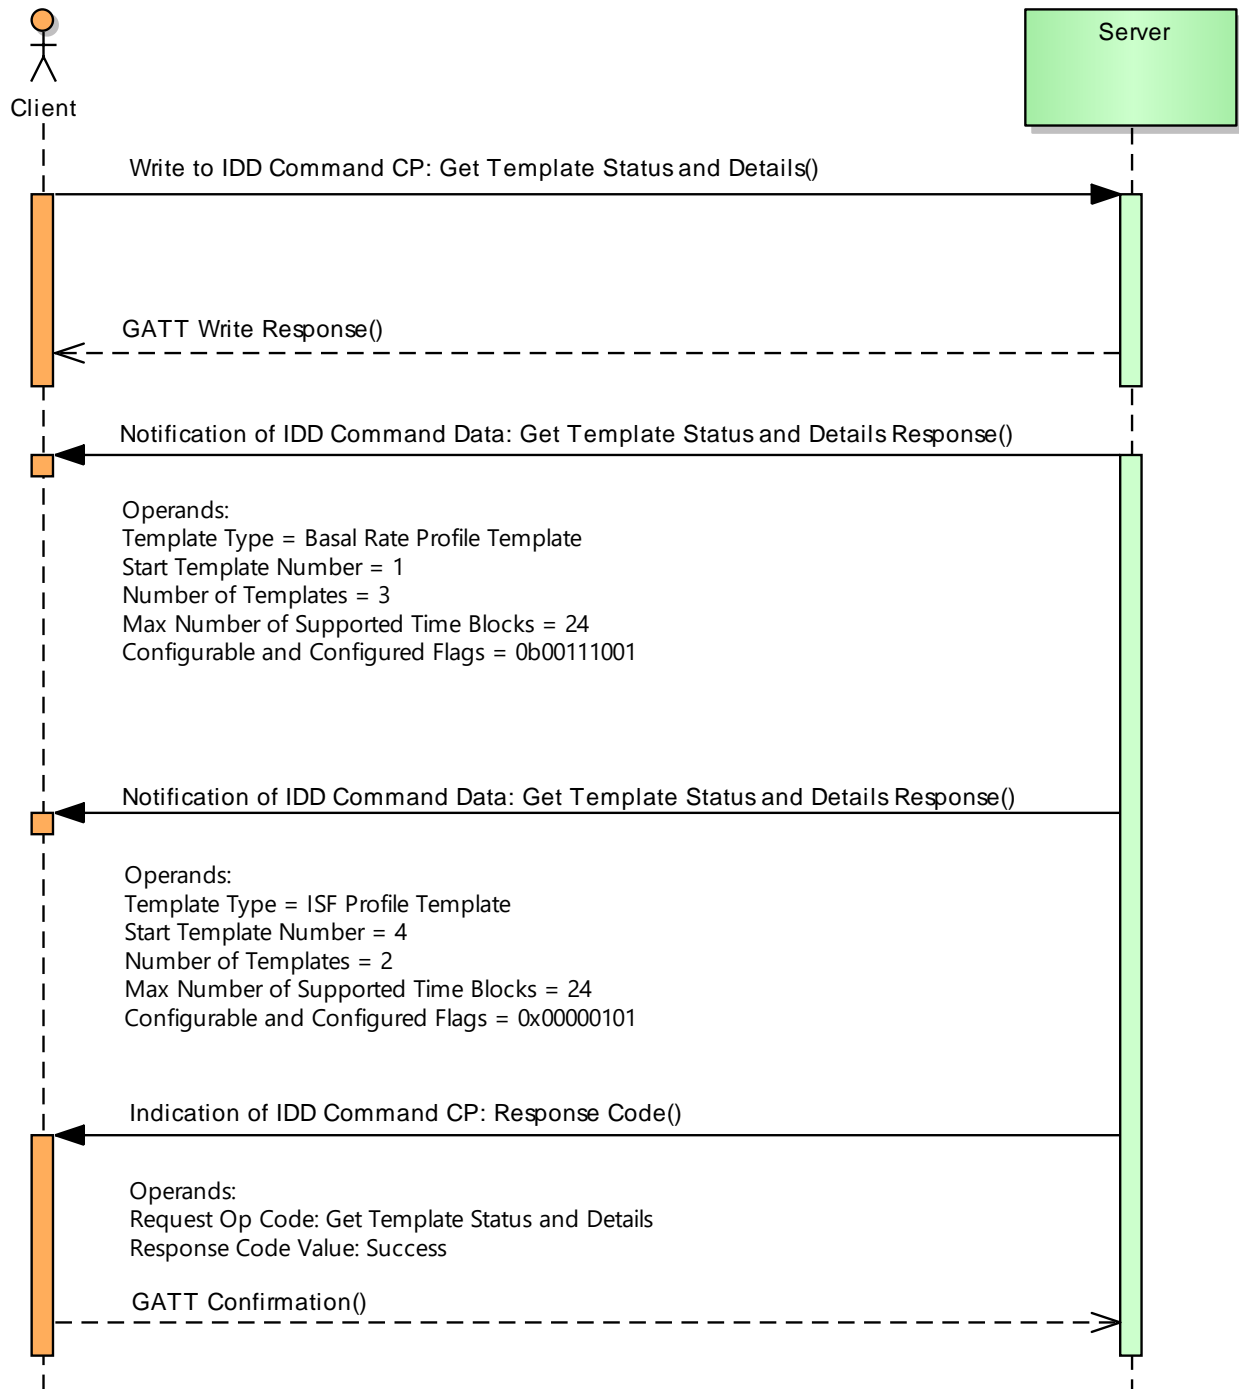 Client
Server
Write to IDD Command CP: Get Template Status and Details()
GATT Write Response()
Notification of IDD Command Data: Get Template Status and Details Response()
Operands:
Template Type = Basal Rate Profile Template
Start Template Number = 1
Number of Templates = 3
Max Number of Supported Time Blocks = 24
Configurable and Configured Flags = 0b00111001
Notification of IDD Command Data: Get Template Status and Details Response()
Operands:
Template Type = ISF Profile Template
Start Template Number = 4
Number of Templates = 2
Max Number of Supported Time Blocks = 24
Configurable and Configured Flags = 0x00000101
Indication of IDD Command CP: Response Code()
Operands:
Request Op Code: Get Template Status and Details
Response Code Value: Success
GATT Confirmation()